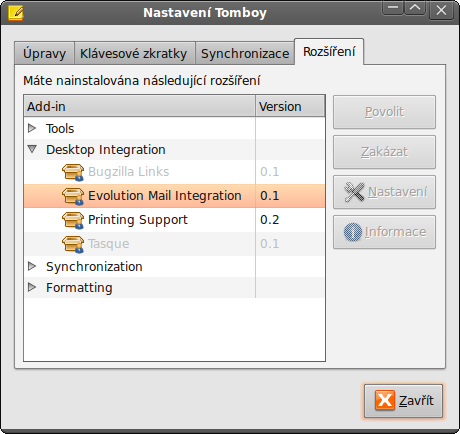 Nastavení Tomboy
Úpravy Klávesové zkratky Synchronizace Rozšíření
Máte nainstalována následující rozšíření
Add-in Version
Tools
Desktop Integration
Bugzilla Links 0.1
Evolution Mail Integration 0.1
Printing Support 0.2
Tasque 0.1
Synchronization
Formatting
Povolit
Zakázat
Nastavení
Informace
Zavřít